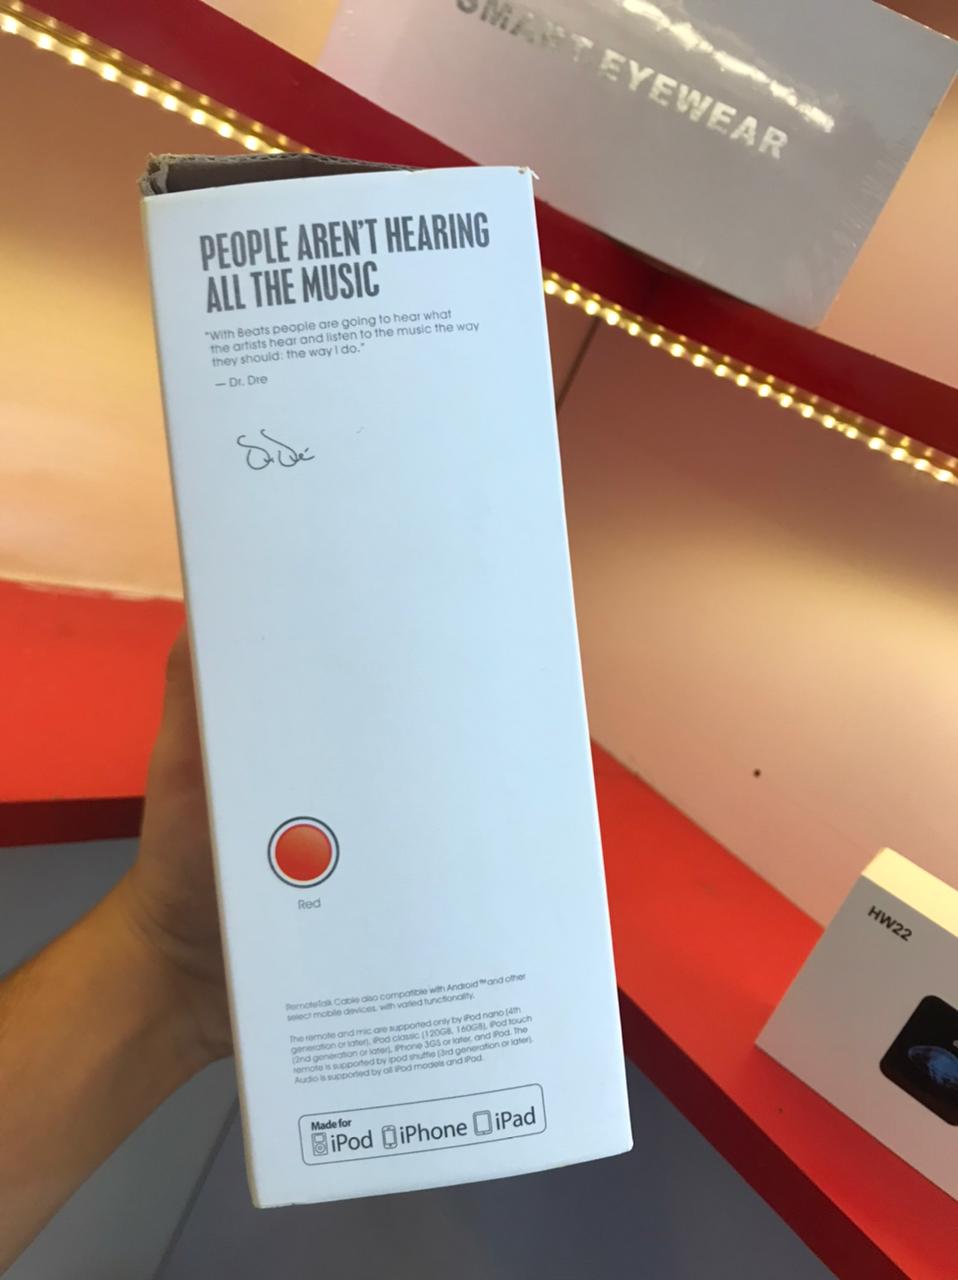 SMART EYEWEAR
PEOPLE AREN'T HEARING
ALL THE MUSIC
"With Beats people are going to hear what
the artists hear and listen to the music the way
they should: the way I do."
— Dr. Dre
Red
RemoteTalk Cable also compatible with Android™ and other
select mobile devices, with varied functionality.
The remote and mic are supported only by iPod nano (4th
generation or later), iPod classic (120GB, 160GB), iPod touch
(2nd generation or later), iPhone 3GS or later, and iPod. The
remote is supported by ipod shuffle (3rd generation or later).
Audio is supported by all iPod models and iPod.
Made for
iPod iPhone iPad
HW22